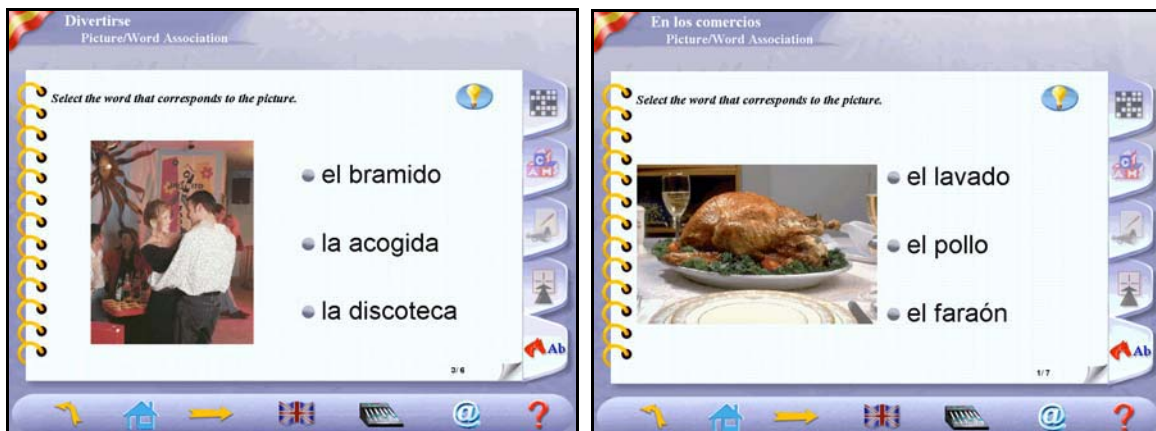 Divertirse
Picture/Word Association
Select the word that corresponds to the picture.
el bramido
la acogida
la discoteca
3/6
Ab
@
?
En los comercios
Picture/Word Association
Select the word that corresponds to the picture.
el lavado
el pollo
el faraón
1/7
Ab
@
?